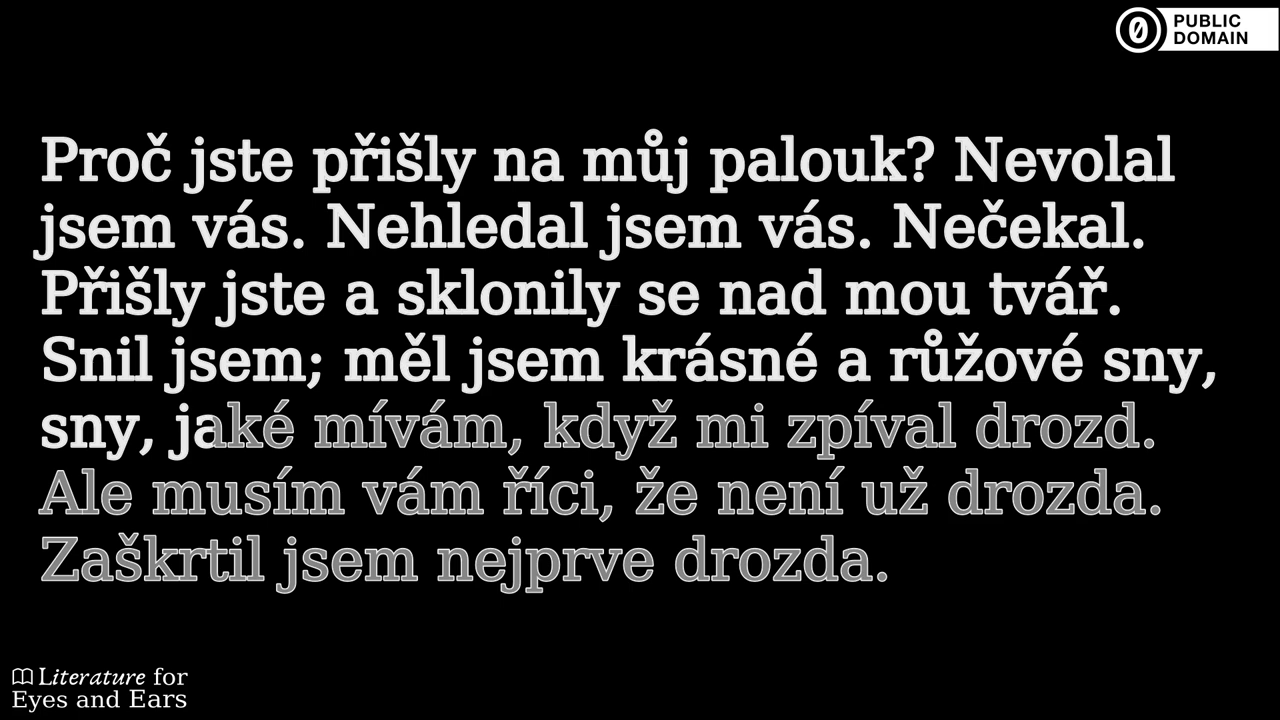 PUBLIC
DOMAIN
Proč jste přišly na můj palouk? Nevolal
jsem vás. Nehledal jsem vás. Nečekal.
Přišly jste a sklonily se nad mou tvář.
Snil jsem; měl jsem krásné a růžové sny,
sny, jaké mívám, když mi zpíval drozd.
Ale musím vám říci, že není už drozda.
Zaškrtil jsem nejprve drozda.
Literature for
Eyes and Ears